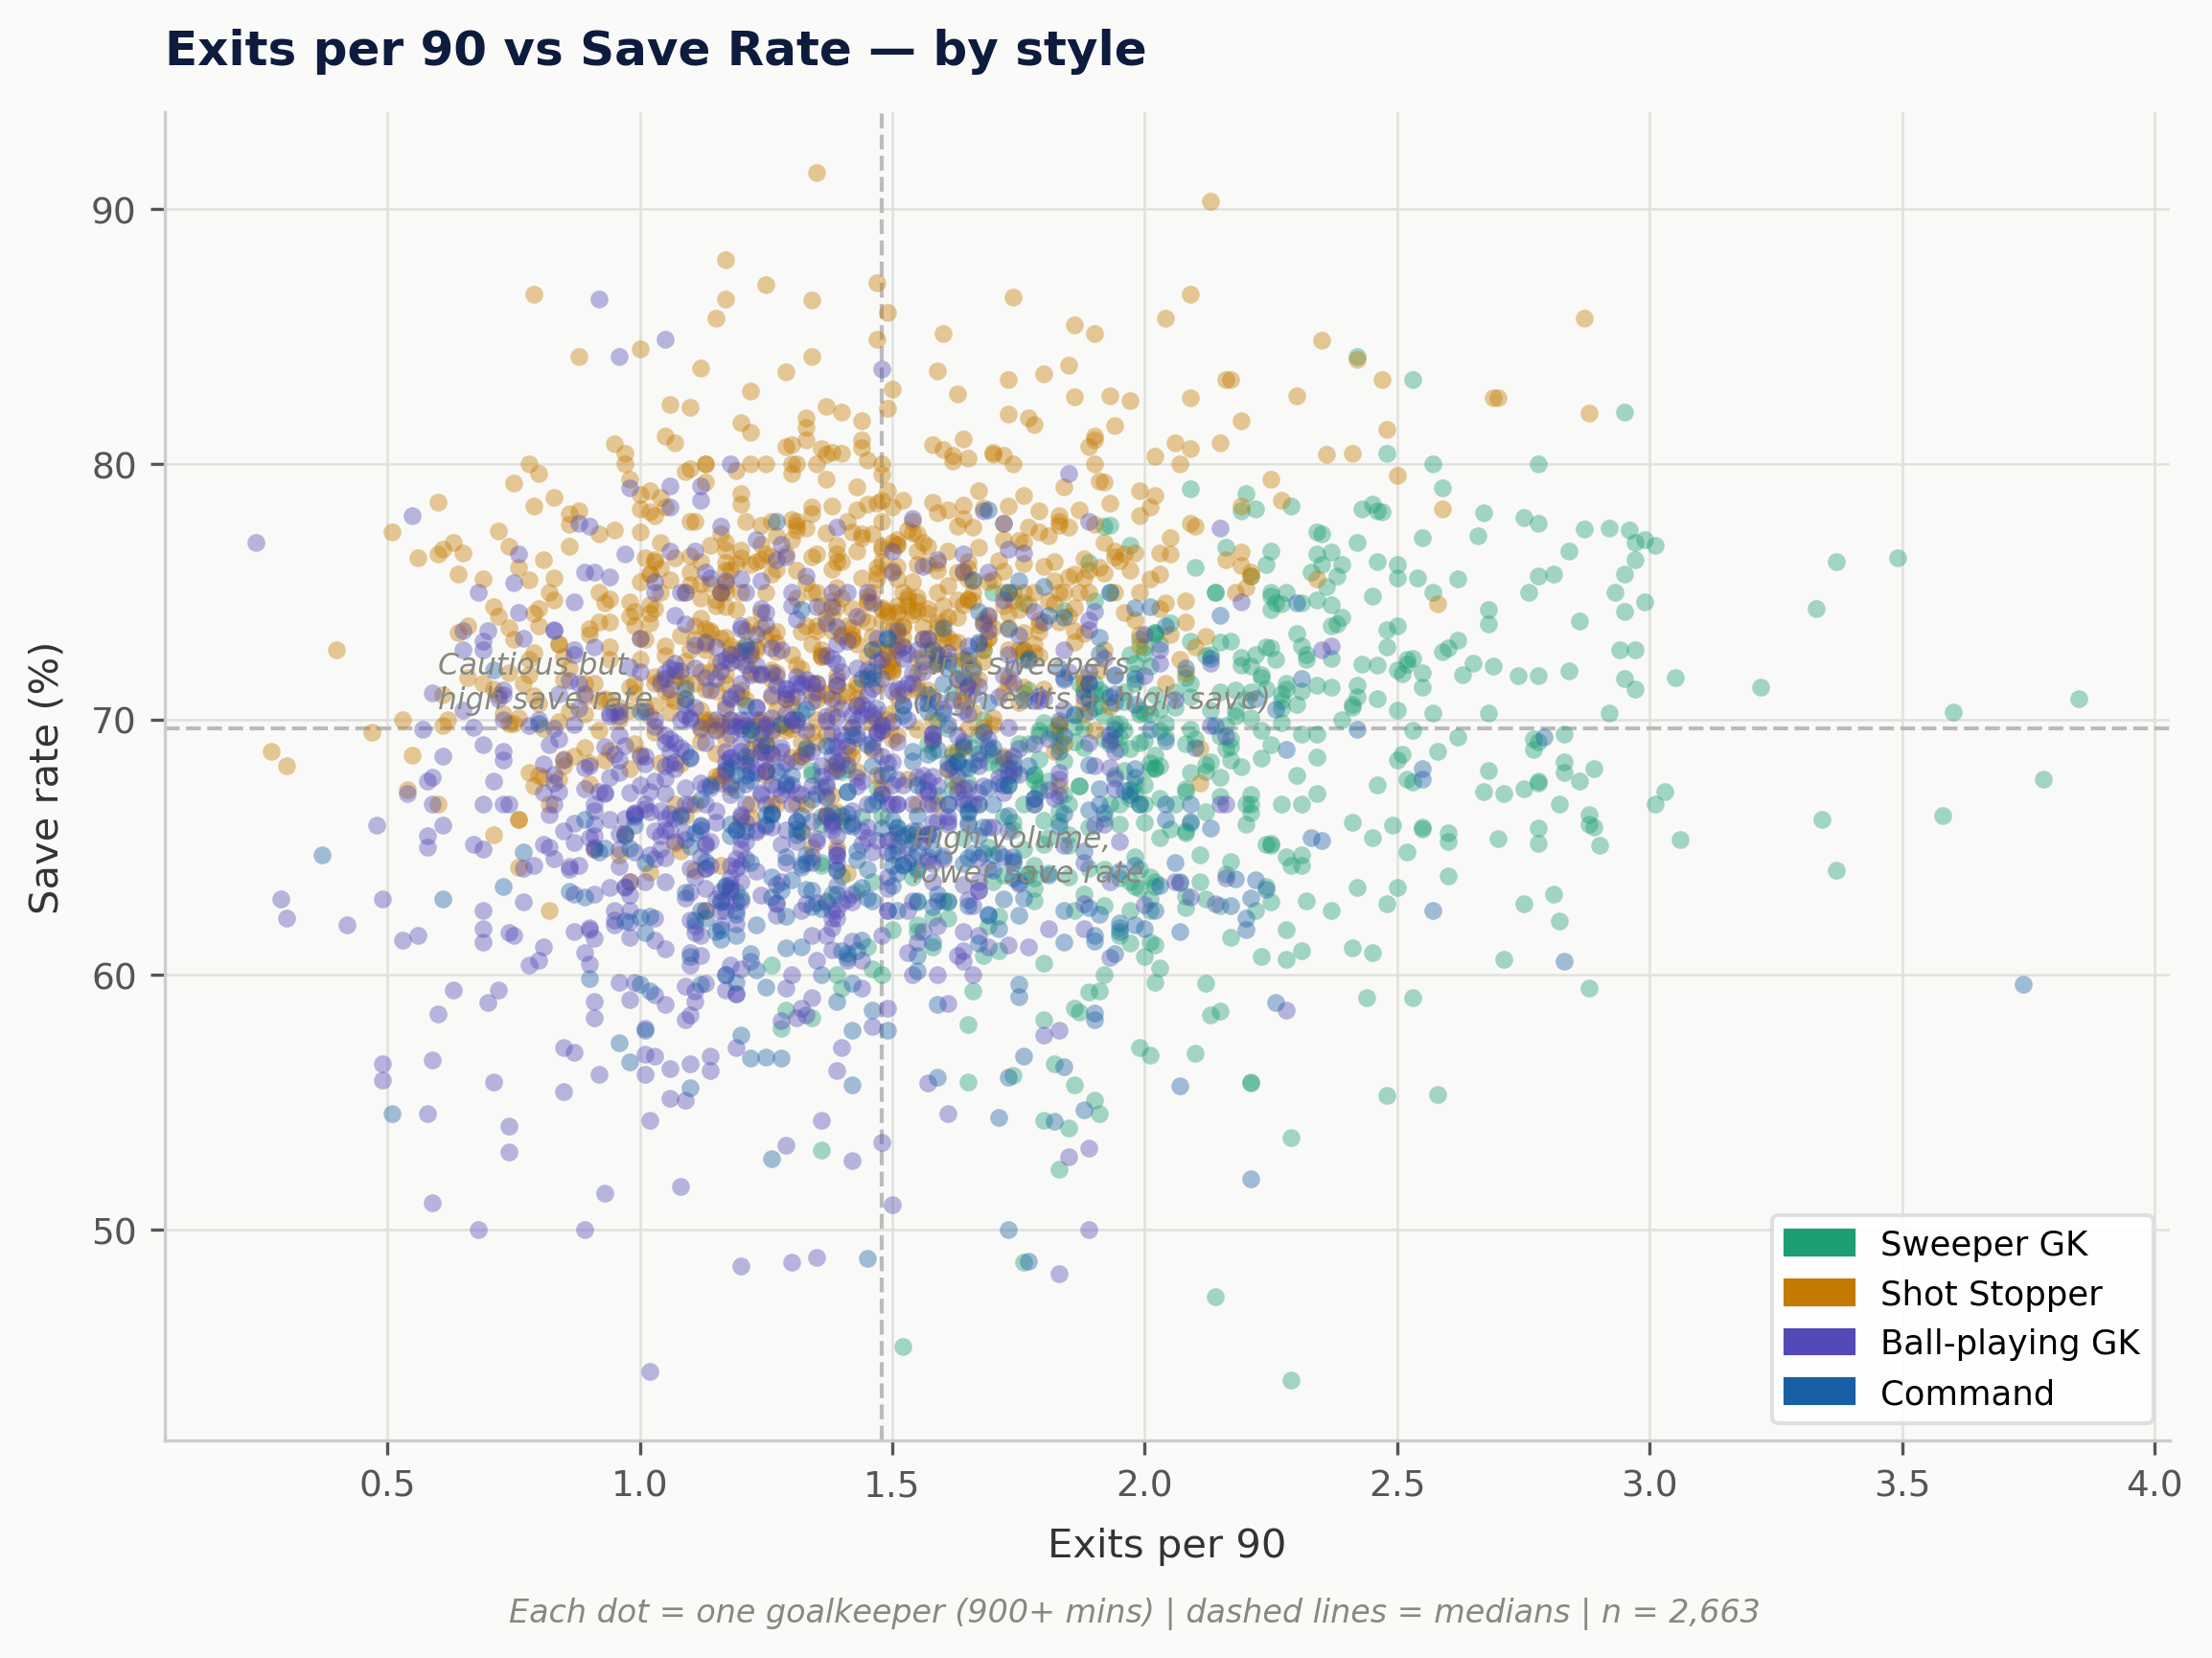 Exits per 90 vs Save Rate — by style
Save rate (%)
90
80
70
60
50
Cautious but
high save rate
Elite sweepers
(high exits + high save)
High volume,
lower save rate
Sweeper GK
Shot Stopper
Ball-playing GK
Command
0.5
1.0
1.5
2.0
2.5
3.0
3.5
4.0
Exits per 90
Each dot = one goalkeeper (900+ mins) | dashed lines = medians | n = 2,663